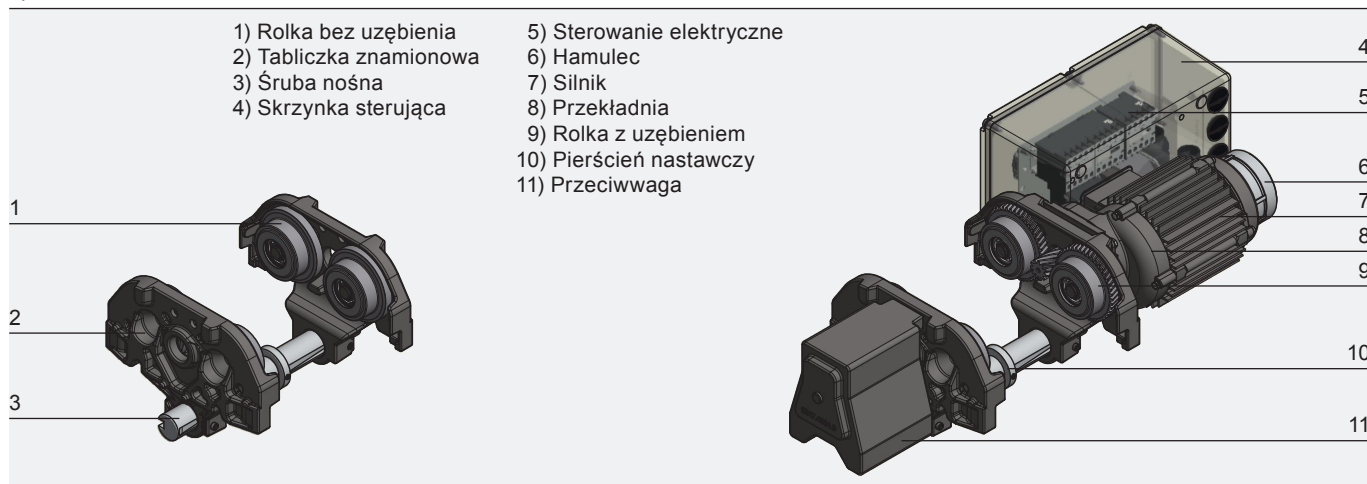 1) Rolka bez uzębienia
2) Tabliczka znamionowa
3) Śruba nośna
4) Skrzynka sterująca
5) Sterowanie elektryczne
6) Hamulec
7) Silnik
8) Przekładnia
9) Rolka z uzębieniem
10) Pierścień nastawczy
11) Przeciwwaga
1
2
3
4
5
6
7
8
9
10
11